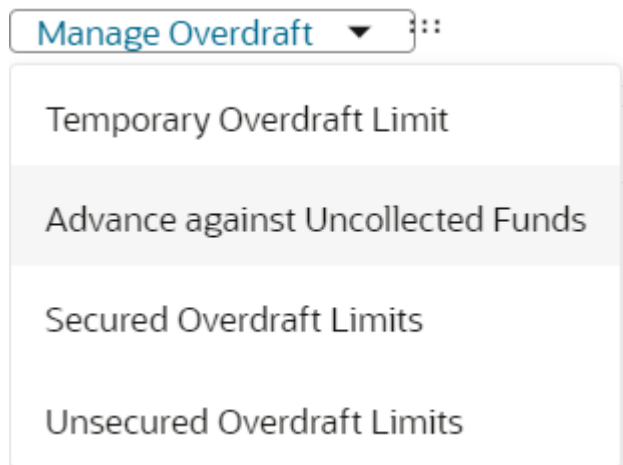 Manage Overdraft
Temporary Overdraft Limit
Advance against Uncollected Funds
Secured Overdraft Limits
Unsecured Overdraft Limits